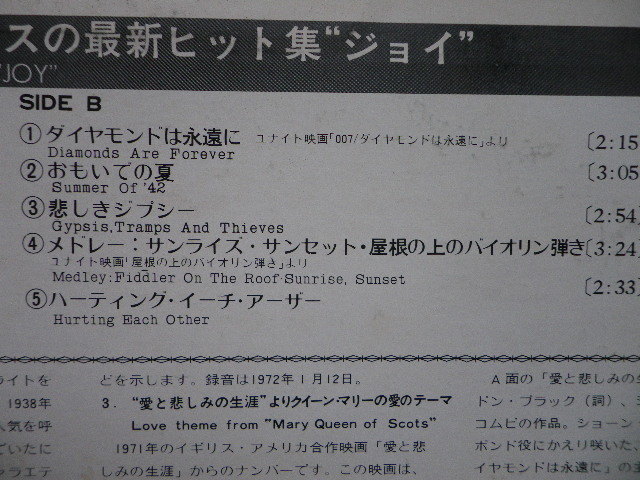 スの最新ヒット集“ジョイ”
“JOY”
SIDE B
①ダイヤモンドは永遠に ユナイト映画「007/ダイヤモンドは永遠に」より 〔2:15
Diamonds Are Forever
②おもいでの夏 〔3:05
Summer Of '42
③悲しきジプシー 〔2:54〕
Gypsis,Tramps And Thieves
④メドレー：サンライズ・サンセット・屋根の上のバイオリン弾き〔3:24〕
ユナイト映画「屋根の上のバイオリン弾き」より
Medley:Fiddler On The Roof-Sunrise, Sunset
⑤ハーティング・イーチ・アーザー 〔2:33〕
Hurting Each Other
ライトを
1938年
人気を呼
ていたに
ャラエテ
どを示します。録音は1972年1月12日。
3．“愛と悲しみの生涯”よりクイーン・マリーの愛のテーマ
Love theme from "Mary Queen of Scots"
1971年のイギリス・アメリカ合作映画「愛と悲
しみの生涯」からのナンバーです。この映画は、
A面の「愛と悲
ドン・ブラック（詞）、
コムビの作品。ショーン
ボンド役にかえり咲いた、
イヤモンドは永遠に」の